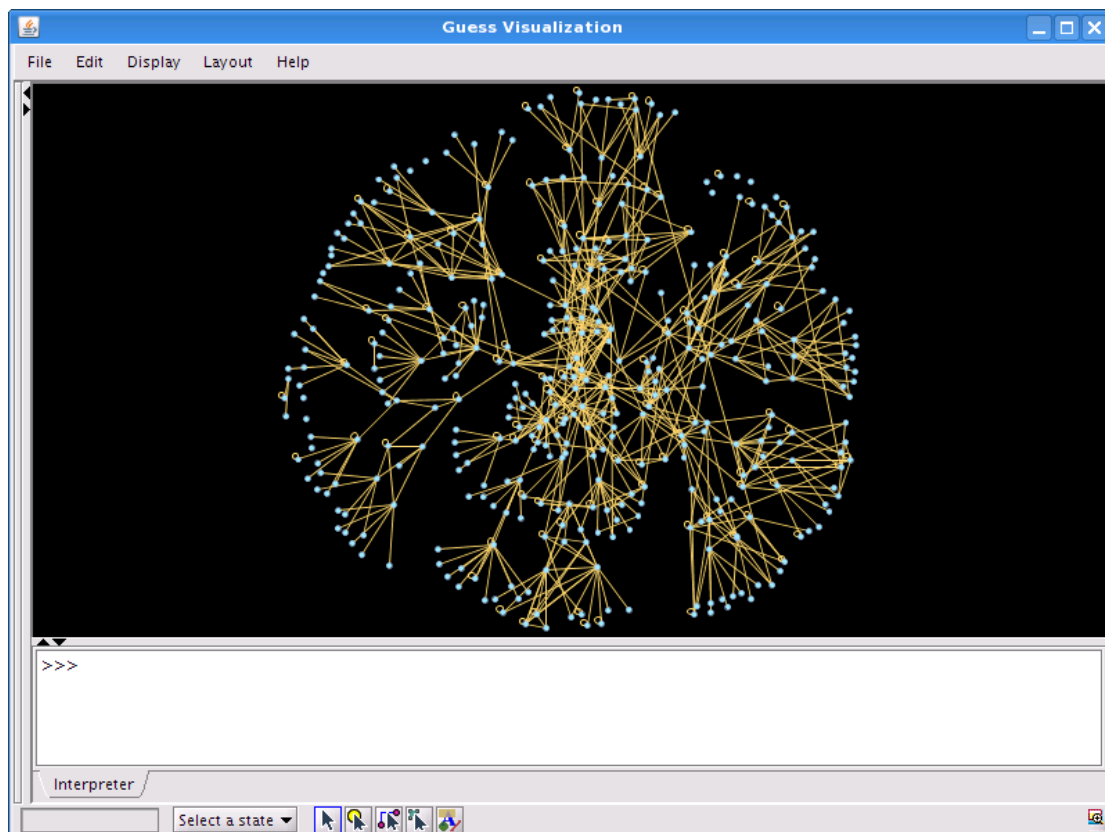 Guess Visualization
File Edit Display Layout Help
>>>
Interpreter
Select a state